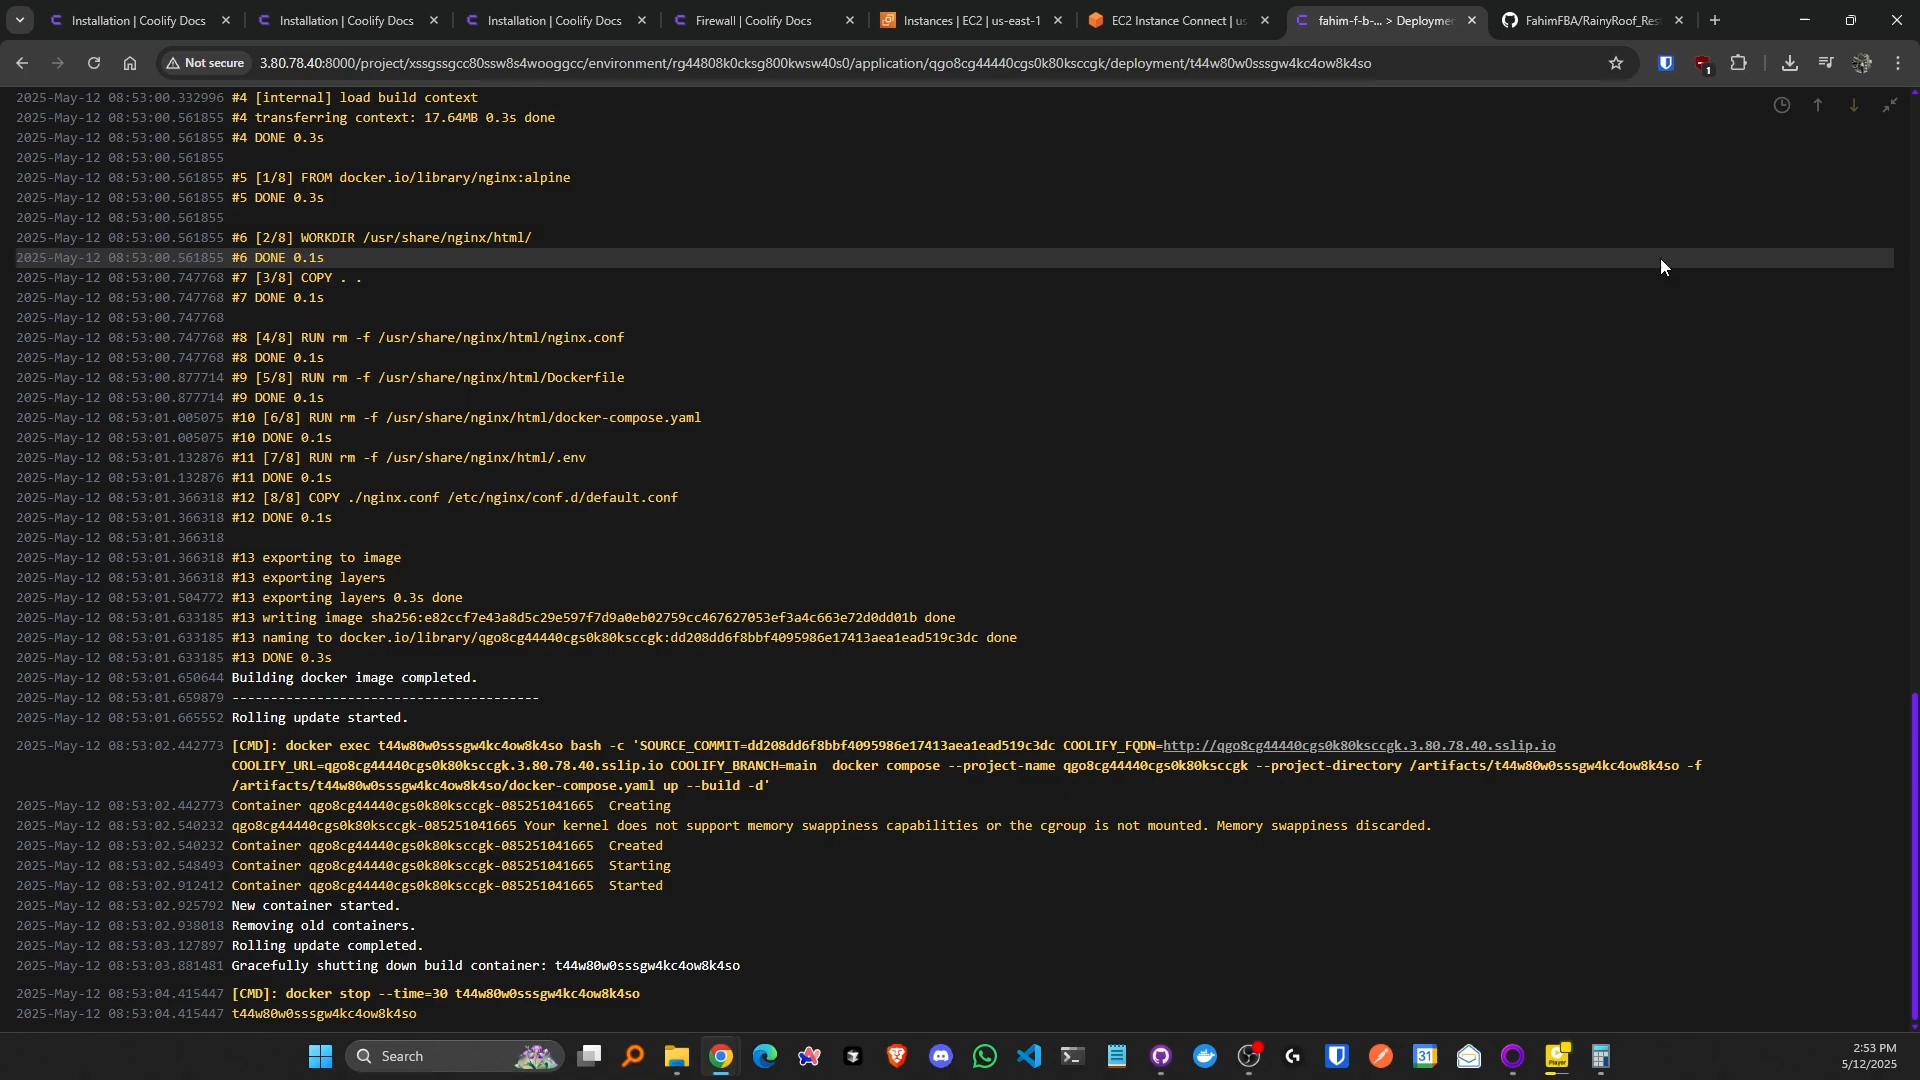 Installation | Coolify Docs
Installation | Coolify Docs
Installation | Coolify Docs
Firewall | Coolify Docs
Instances | EC2 | us-east-1
EC2 Instance Connect | us
fahim-f-b-... > Deployme
FahimFBA/RainyRoof_Res
Not secure
3.80.78.40:8000/project/xssgssgcc80ssw8s4wooggcc/environment/rg44808k0cksg800kwsw40s0/application/qgo8cg44440cgs0k80ksccgk/deployment/t44w80w0sssgw4kc4ow8k4so
1
2025-May-12 08:53:00.332996 #4 [internal] load build context
2025-May-12 08:53:00.561855 #4 transferring context: 17.64MB 0.3s done
2025-May-12 08:53:00.561855 #4 DONE 0.3s
2025-May-12 08:53:00.561855
2025-May-12 08:53:00.561855 #5 [1/8] FROM docker.io/library/nginx:alpine
2025-May-12 08:53:00.561855 #5 DONE 0.3s
2025-May-12 08:53:00.561855
2025-May-12 08:53:00.561855 #6 [2/8] WORKDIR /usr/share/nginx/html/
2025-May-12 08:53:00.561855 #6 DONE 0.1s
2025-May-12 08:53:00.747768 #7 [3/8] COPY . .
2025-May-12 08:53:00.747768 #7 DONE 0.1s
2025-May-12 08:53:00.747768
2025-May-12 08:53:00.747768 #8 [4/8] RUN rm -f /usr/share/nginx/html/nginx.conf
2025-May-12 08:53:00.747768 #8 DONE 0.1s
2025-May-12 08:53:00.877714 #9 [5/8] RUN rm -f /usr/share/nginx/html/Dockerfile
2025-May-12 08:53:00.877714 #9 DONE 0.1s
2025-May-12 08:53:01.005075 #10 [6/8] RUN rm -f /usr/share/nginx/html/docker-compose.yaml
2025-May-12 08:53:01.005075 #10 DONE 0.1s
2025-May-12 08:53:01.132876 #11 [7/8] RUN rm -f /usr/share/nginx/html/.env
2025-May-12 08:53:01.132876 #11 DONE 0.1s
2025-May-12 08:53:01.366318 #12 [8/8] COPY ./nginx.conf /etc/nginx/conf.d/default.conf
2025-May-12 08:53:01.366318 #12 DONE 0.1s
2025-May-12 08:53:01.366318
2025-May-12 08:53:01.366318 #13 exporting to image
2025-May-12 08:53:01.366318 #13 exporting layers
2025-May-12 08:53:01.504772 #13 exporting layers 0.3s done
2025-May-12 08:53:01.633185 #13 writing image sha256:e82ccf7e43a8d5c29e597f7d9a0eb02759cc467627053ef3a4c663e72d0dd01b done
2025-May-12 08:53:01.633185 #13 naming to docker.io/library/qgo8cg44440cgs0k80ksccgk:dd208dd6f8bbf4095986e17413aea1ead519c3dc done
2025-May-12 08:53:01.633185 #13 DONE 0.3s
2025-May-12 08:53:01.650644 Building docker image completed.
2025-May-12 08:53:01.659879 ----------------------------------------
2025-May-12 08:53:01.665552 Rolling update started.
2025-May-12 08:53:02.442773 [CMD]: docker exec t44w80w0sssgw4kc4ow8k4so bash -c 'SOURCE_COMMIT=dd208dd6f8bbf4095986e17413aea1ead519c3dc COOLIFY_FQDN=http://qgo8cg44440cgs0k80ksccgk.3.80.78.40.sslip.io
COOLIFY_URL=qgo8cg44440cgs0k80ksccgk.3.80.78.40.sslip.io COOLIFY_BRANCH=main  docker compose --project-name qgo8cg44440cgs0k80ksccgk --project-directory /artifacts/t44w80w0sssgw4kc4ow8k4so -f
/artifacts/t44w80w0sssgw4kc4ow8k4so/docker-compose.yaml up --build -d'
2025-May-12 08:53:02.442773 Container qgo8cg44440cgs0k80ksccgk-085251041665  Creating
2025-May-12 08:53:02.540232 qgo8cg44440cgs0k80ksccgk-085251041665 Your kernel does not support memory swappiness capabilities or the cgroup is not mounted. Memory swappiness discarded.
2025-May-12 08:53:02.540232 Container qgo8cg44440cgs0k80ksccgk-085251041665  Created
2025-May-12 08:53:02.548493 Container qgo8cg44440cgs0k80ksccgk-085251041665  Starting
2025-May-12 08:53:02.912412 Container qgo8cg44440cgs0k80ksccgk-085251041665  Started
2025-May-12 08:53:02.925792 New container started.
2025-May-12 08:53:02.938018 Removing old containers.
2025-May-12 08:53:03.127897 Rolling update completed.
2025-May-12 08:53:03.881481 Gracefully shutting down build container: t44w80w0sssgw4kc4ow8k4so
2025-May-12 08:53:04.415447 [CMD]: docker stop --time=30 t44w80w0sssgw4kc4ow8k4so
2025-May-12 08:53:04.415447 t44w80w0sssgw4kc4ow8k4so
Search
31
2:53 PM
5/12/2025